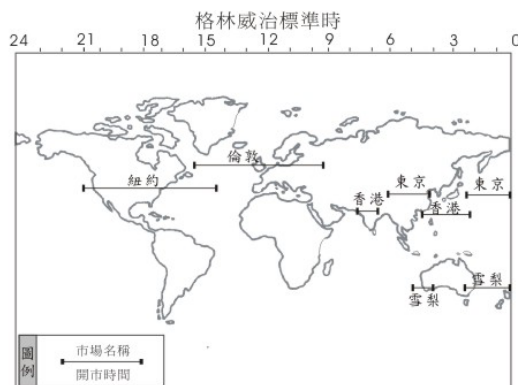 格林威治標準時
24 21 18 15 12 9 6 3 0
倫敦
紐約
東京 東京
香港
香港
雪梨
雪梨
圖例
市場名稱
開市時間